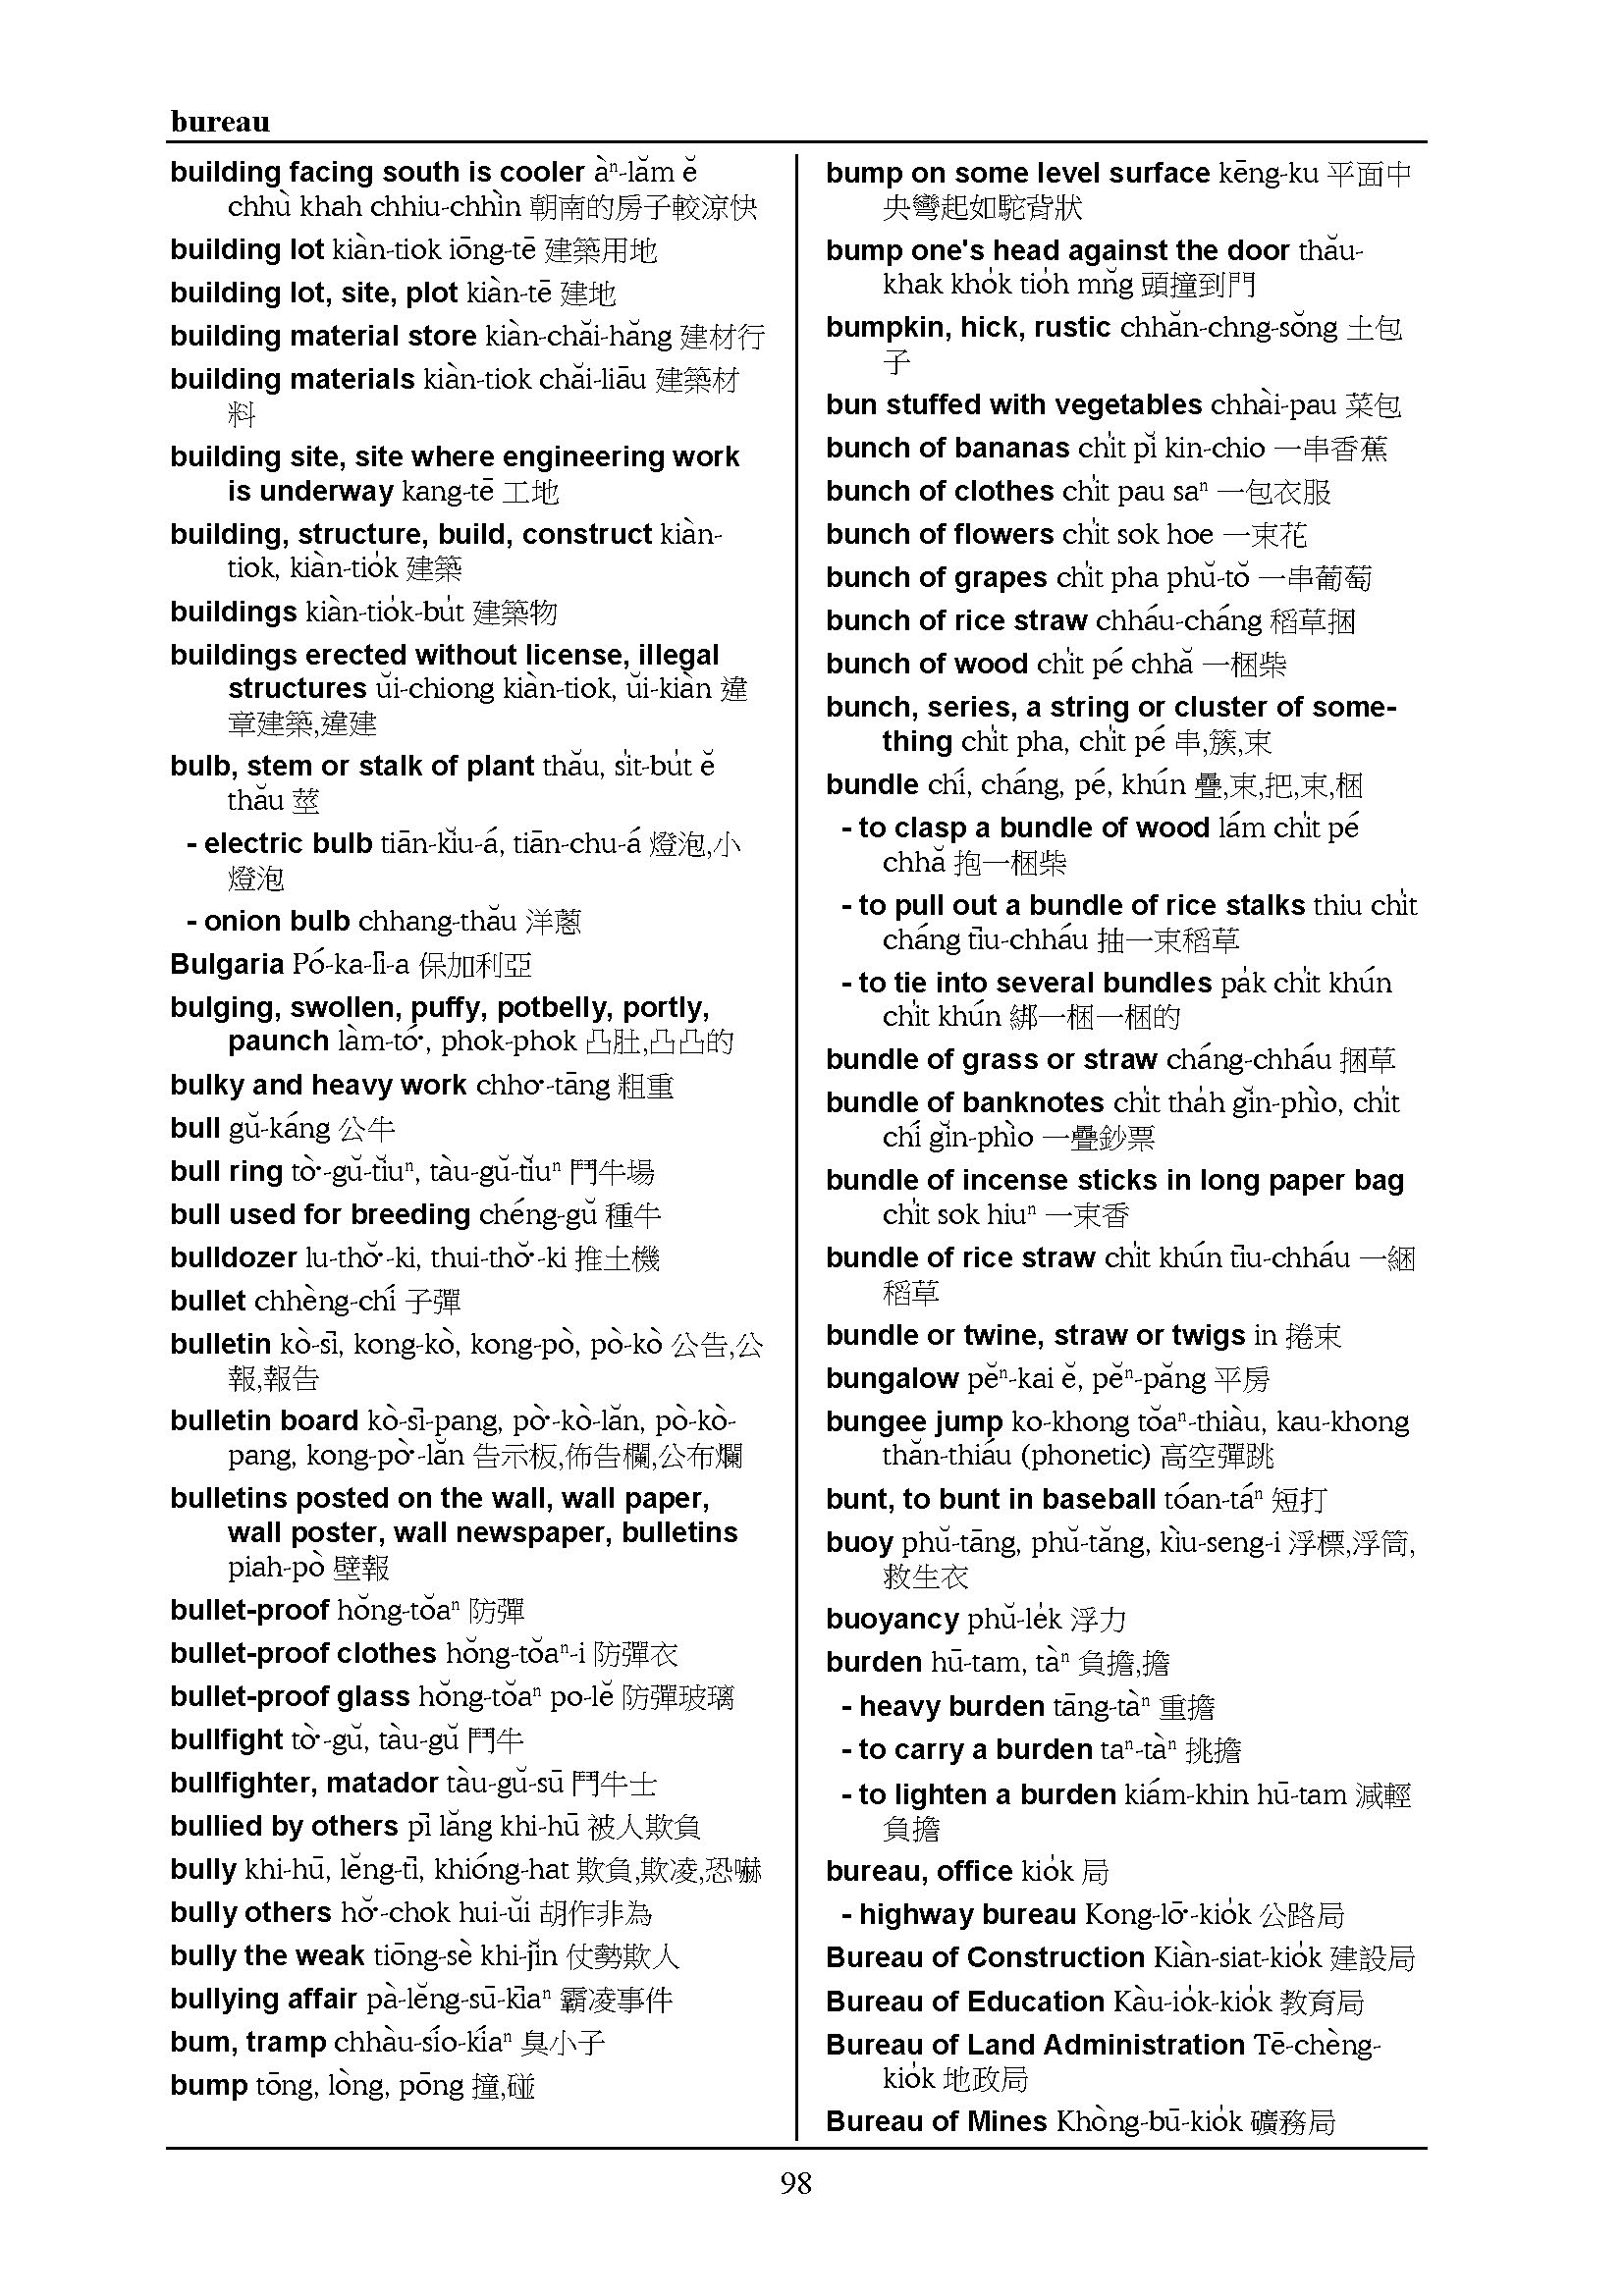 bureau
building facing south is cooler àⁿ-lăm ĕ
chhù khah chhiu-chhìn 朝南的房子較涼快
building lot kiàn-tiok iōng-tē 建築用地
building lot, site, plot kiàn-tē 建地
building material store kiàn-chăi-hăng 建材行
building materials kiàn-tiok chăi-liāu 建築材
料
building site, site where engineering work
is underway kang-tē 工地
building, structure, build, construct kiàn-
tiok, kiàn-tio̍k 建築
buildings kiàn-tio̍k-bu̍t 建築物
buildings erected without license, illegal
structures ŭi-chiong kiàn-tiok, ŭi-kiàn 違
章建築,違建
bulb, stem or stalk of plant thău, si̍t-bu̍t ĕ
thău 莖
- electric bulb tiān-kĭu-á, tiān-chu-á 燈泡,小
燈泡
- onion bulb chhang-thău 洋蔥
Bulgaria Pó-ka-lī-a 保加利亞
bulging, swollen, puffy, potbelly, portly,
paunch làm-tó͘, phok-phok 凸肚,凸凸的
bulky and heavy work chho͘-tāng 粗重
bull gŭ-káng 公牛
bull ring tò͘-gŭ-tĭuⁿ, tàu-gŭ-tĭuⁿ 鬥牛場
bull used for breeding chéng-gŭ 種牛
bulldozer lu-thŏ͘-ki, thui-thŏ͘-ki 推土機
bullet chhèng-chí 子彈
bulletin kò-sī, kong-kò, kong-pò, pò-kò 公告,公
報,報告
bulletin board kò-sī-pang, pò͘-kò-lăn, pò-kò-
pang, kong-pò͘-lăn 告示板,佈告欄,公布爛
bulletins posted on the wall, wall paper,
wall poster, wall newspaper, bulletins
piah-pò 壁報
bullet-proof hŏng-tŏaⁿ 防彈
bullet-proof clothes hŏng-tŏaⁿ-i 防彈衣
bullet-proof glass hŏng-tŏaⁿ po-lĕ 防彈玻璃
bullfight tò͘-gŭ, tàu-gŭ 鬥牛
bullfighter, matador tàu-gŭ-sū 鬥牛士
bullied by others pī lăng khi-hū 被人欺負
bully khi-hū, lĕng-tī, khióng-hat 欺負,欺凌,恐嚇
bully others hŏ͘-chok hui-ŭi 胡作非為
bully the weak tiōng-sè khi-jĭn 仗勢欺人
bullying affair pà-lĕng-sū-kīaⁿ 霸凌事件
bum, tramp chhàu-sío-kíaⁿ 臭小子
bump tōng, lòng, pōng 撞,碰
bump on some level surface kēng-ku 平面中
央彎起如駝背狀
bump one's head against the door thău-
khak kho̍k tio̍h mn̆g 頭撞到門
bumpkin, hick, rustic chhăn-chng-sŏng 土包
子
bun stuffed with vegetables chhài-pau 菜包
bunch of bananas chi̍t pĭ kin-chio 一串香蕉
bunch of clothes chi̍t pau saⁿ 一包衣服
bunch of flowers chi̍t sok hoe 一束花
bunch of grapes chi̍t pha phŭ-tŏ 一串葡萄
bunch of rice straw chháu-cháng 稻草捆
bunch of wood chi̍t pé chhă 一梱柴
bunch, series, a string or cluster of some-
thing chi̍t pha, chi̍t pé 串,簇,束
bundle chí, cháng, pé, khún 疊,束,把,束,梱
- to clasp a bundle of wood lám chi̍t pé
chhă 抱一梱柴
- to pull out a bundle of rice stalks thiu chi̍t
cháng tīu-chháu 抽一束稻草
- to tie into several bundles pa̍k chi̍t khún
chi̍t khún 綁一梱一梱的
bundle of grass or straw cháng-chháu 捆草
bundle of banknotes chi̍t tha̍h gĭn-phìo, chi̍t
chí gĭn-phìo 一疊鈔票
bundle of incense sticks in long paper bag
chi̍t sok hiuⁿ 一束香
bundle of rice straw chi̍t khún tīu-chháu 一綑
稻草
bundle or twine, straw or twigs in 捲束
bungalow pĕⁿ-kai ĕ, pĕⁿ-păng 平房
bungee jump ko-khong tŏaⁿ-thiàu, kau-khong
thăn-thiáu (phonetic) 高空彈跳
bunt, to bunt in baseball tóan-táⁿ 短打
buoy phŭ-tāng, phŭ-tăng, kìu-seng-i 浮標,浮筒,
救生衣
buoyancy phŭ-le̍k 浮力
burden hū-tam, tàⁿ 負擔,擔
- heavy burden tāng-tàⁿ 重擔
- to carry a burden taⁿ-tàⁿ 挑擔
- to lighten a burden kiám-khin hū-tam 減輕
負擔
bureau, office kio̍k 局
- highway bureau Kong-lō͘-kio̍k 公路局
Bureau of Construction Kiàn-siat-kio̍k 建設局
Bureau of Education Kàu-io̍k-kio̍k 教育局
Bureau of Land Administration Tē-chèng-
kio̍k 地政局
Bureau of Mines Khòng-bū-kio̍k 礦務局
98